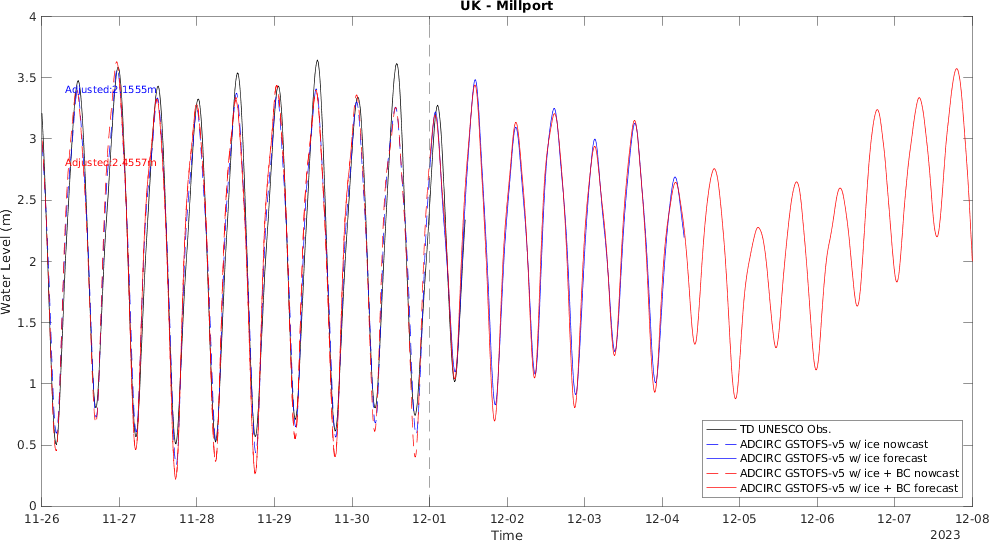 UK - Millport
4
3.5
3
2.5
2
1.5
1
0.5
0
Water Level (m)
Adjusted:2.1555m
Adjusted:2.4557m
TD UNESCO Obs.
ADCIRC GSTOFS-v5 w/ ice nowcast
ADCIRC GSTOFS-v5 w/ ice forecast
ADCIRC GSTOFS-v5 w/ ice + BC nowcast
ADCIRC GSTOFS-v5 w/ ice + BC forecast
11-26 11-27 11-28 11-29 11-30 12-01 12-02 12-03 12-04 12-05 12-06 12-07 12-08
Time
2023